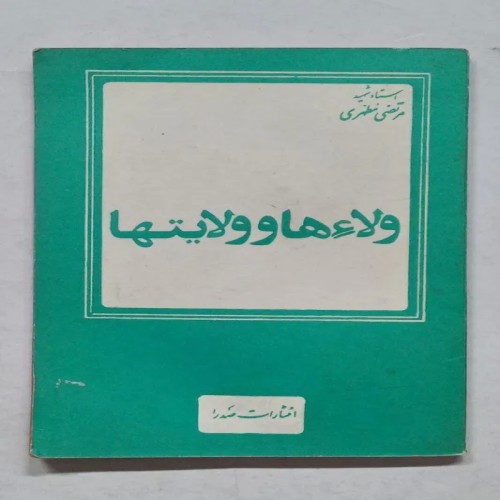 استاد شهید
مرتضی مطهری
ولاءها و ولایتها
انتشارات صدرا